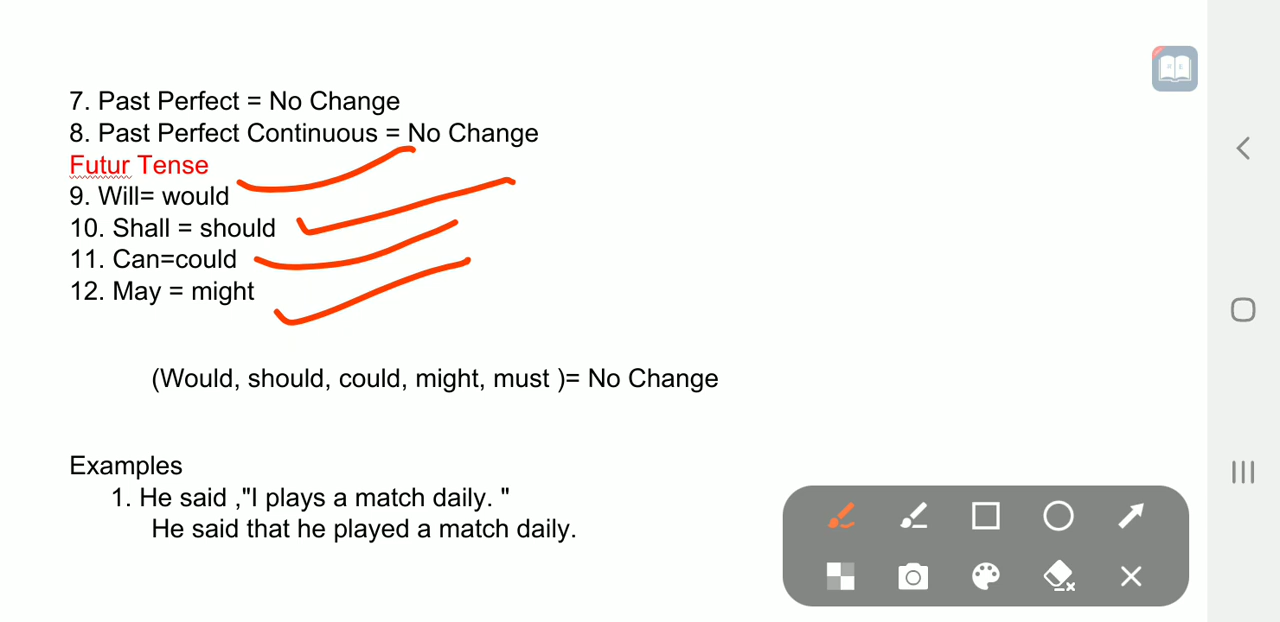 7. Past Perfect = No Change
8. Past Perfect Continuous = No Change
Futur Tense
9. Will= would
10. Shall = should
11. Can=could
12. May = might
(Would, should, could, might, must )= No Change
Examples
1. He said ,"I plays a match daily. "
He said that he played a match daily.